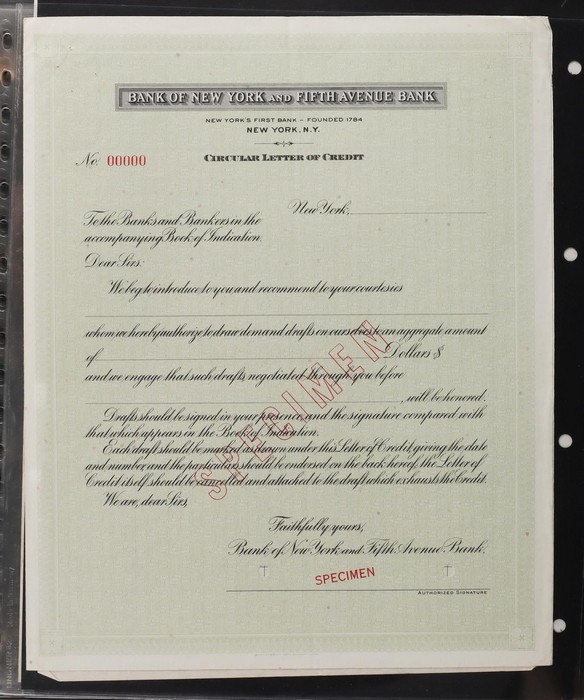 BANK OF NEW YORK AND FIFTH AVENUE BANK
NEW YORK'S FIRST BANK – FOUNDED 1784
NEW YORK, N.Y.
No. 00000
CIRCULAR LETTER OF CREDIT
New York,
To the Banks and Bankers in the
accompanying Book of Indication.
Dear Sirs:
We beg to introduce to you and recommend to your courtesies
whom we hereby authorize to draw demand drafts on ourselves to an aggregate amount
of Dollars $
and we engage that such drafts, negotiated through you before
, will be honored.
Drafts should be signed in your presence and the signature compared with
that which appears in the Book of Indication.
Each draft should be marked as drawn under this Letter of Credit, giving the date
and number, and the particulars should be endorsed on the back hereof, the Letter of
Credit itself should be cancelled and attached to the draft which exhausts the Credit.
We are, dear Sirs,
SPECIMEN
Faithfully yours,
Bank of New York and Fifth Avenue Bank.
SPECIMEN
AUTHORIZED SIGNATURE